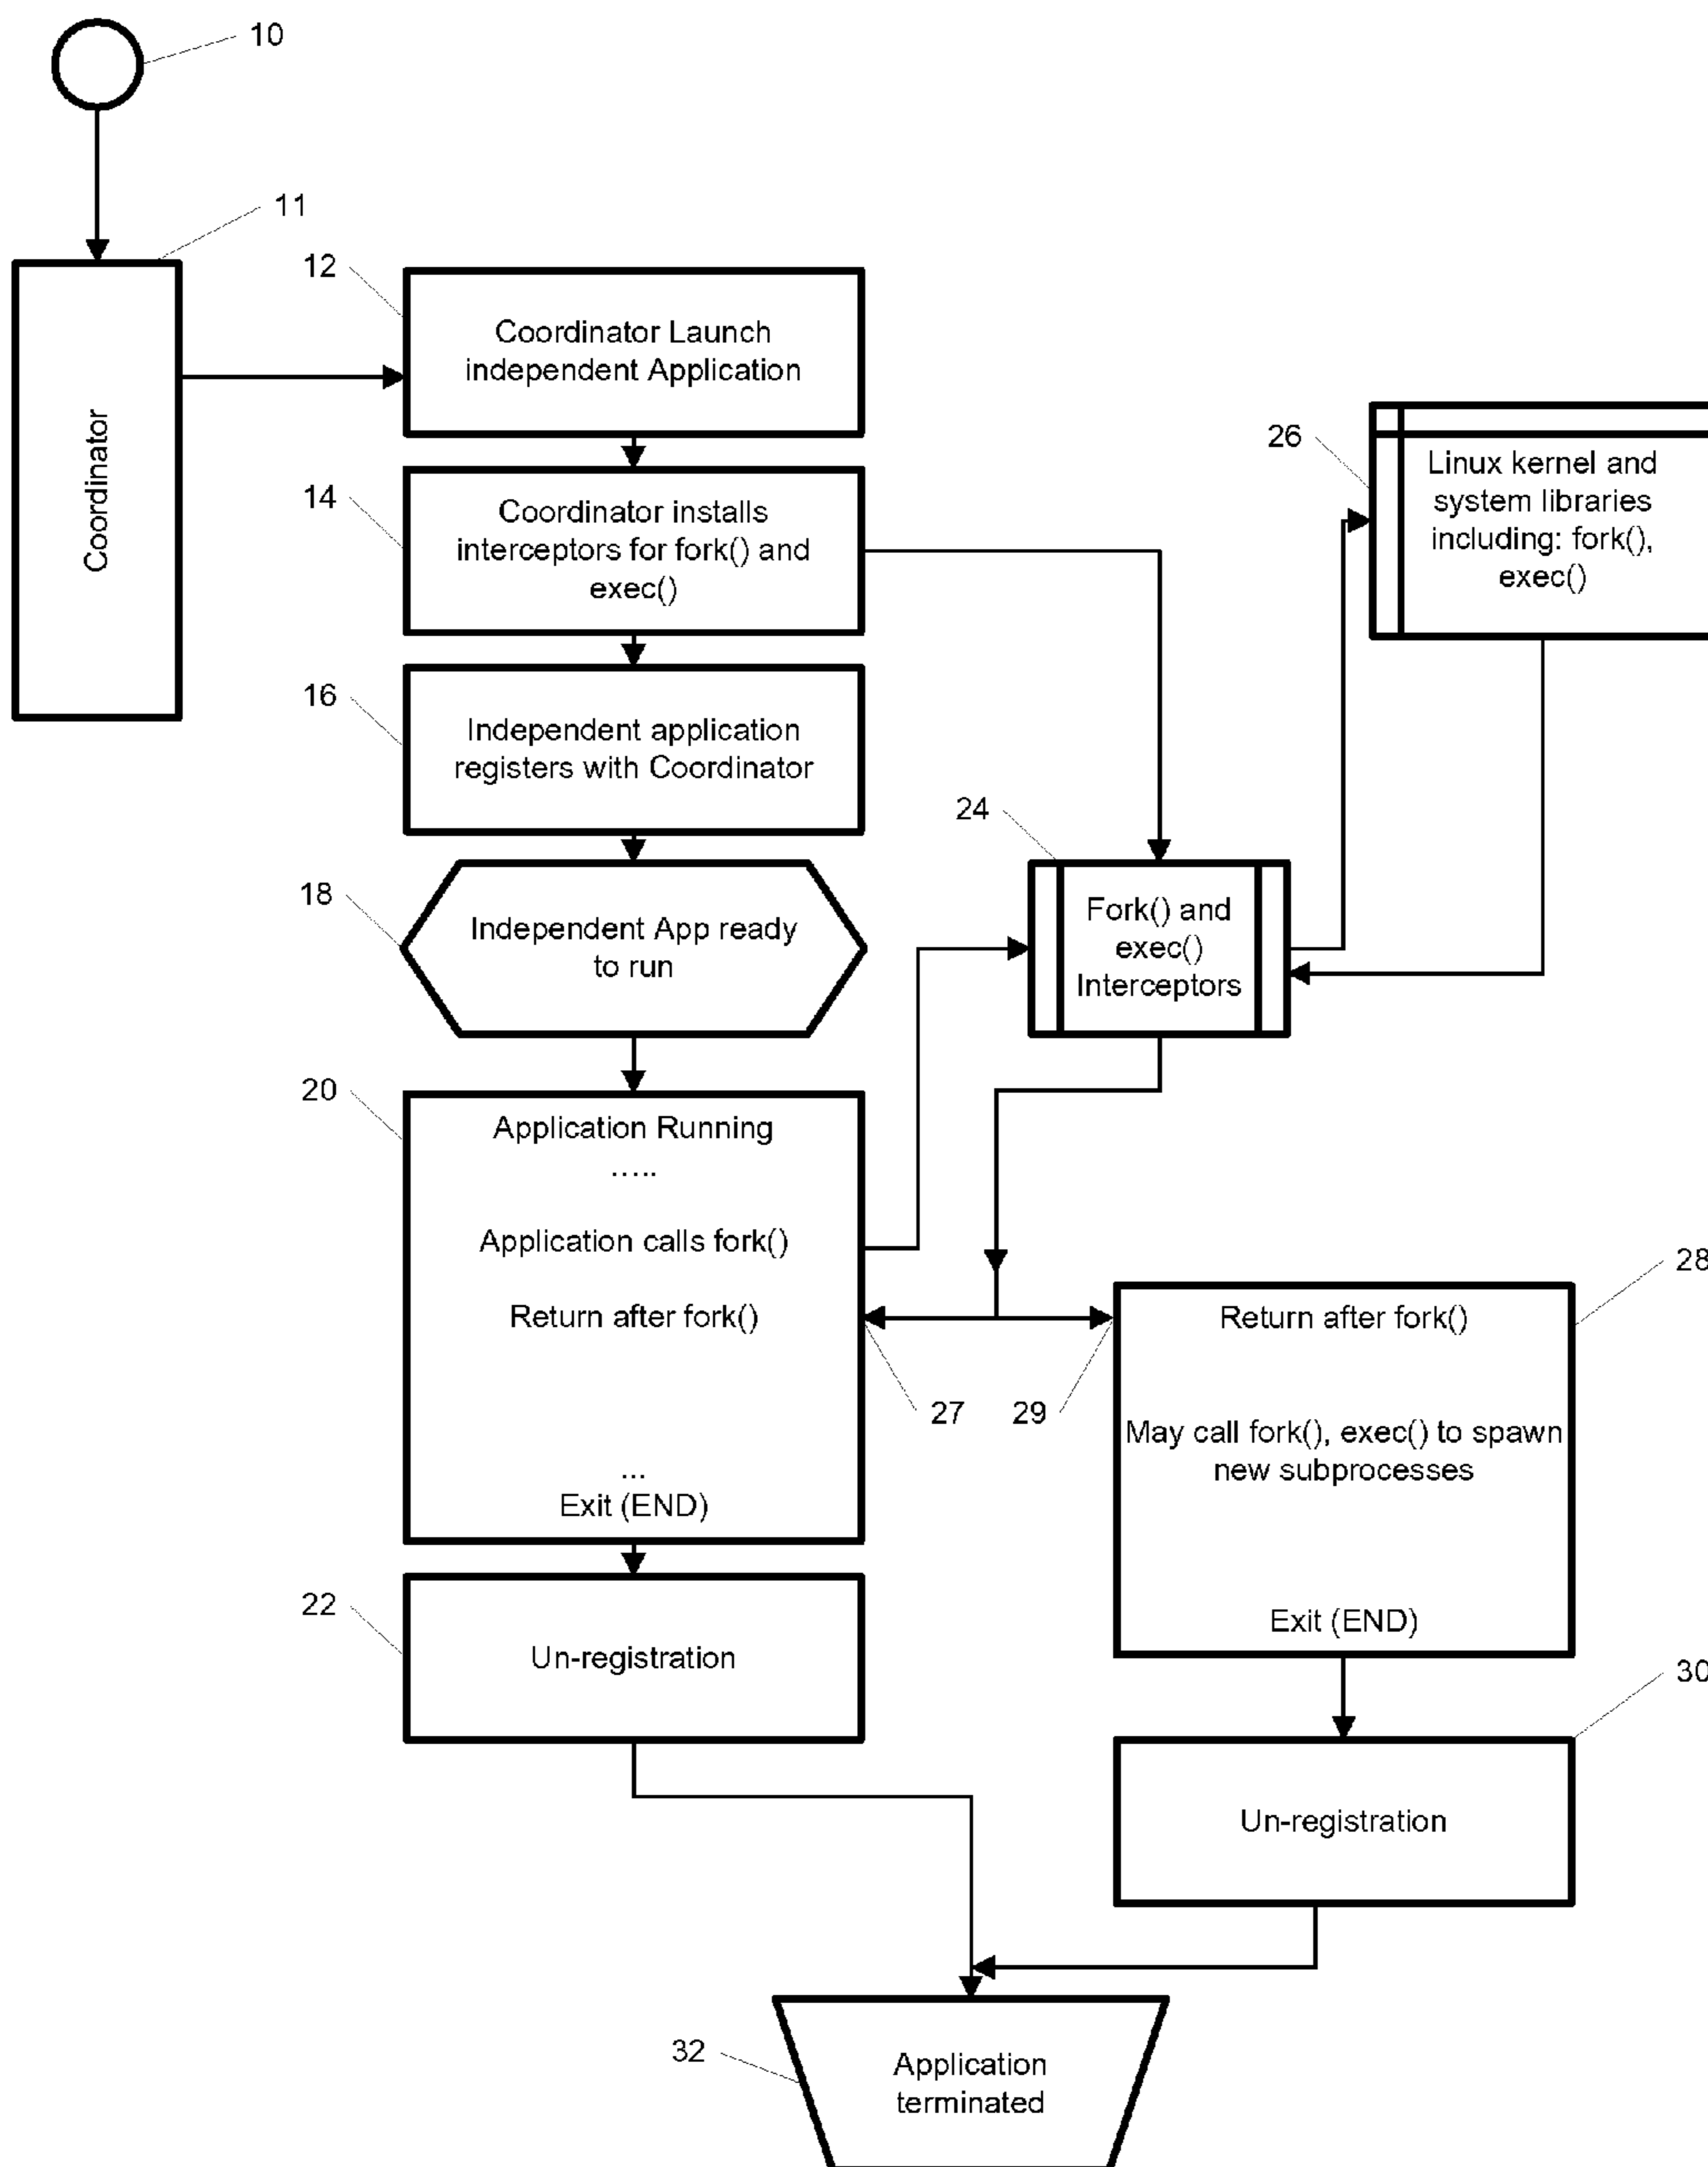 10
11
Coordinator
12
Coordinator Launch
independent Application
14
Coordinator installs
interceptors for fork() and
exec()
16
Independent application
registers with Coordinator
18
Independent App ready
to run
26
Linux kernel and
system libraries
including: fork(),
exec()
24
Fork() and
exec()
Interceptors
20
Application Running
.....
Application calls fork()
Return after fork()
...
Exit (END)
27
29
28
Return after fork()
May call fork(), exec() to spawn
new subprocesses
Exit (END)
22
Un-registration
30
Un-registration
32
Application
terminated